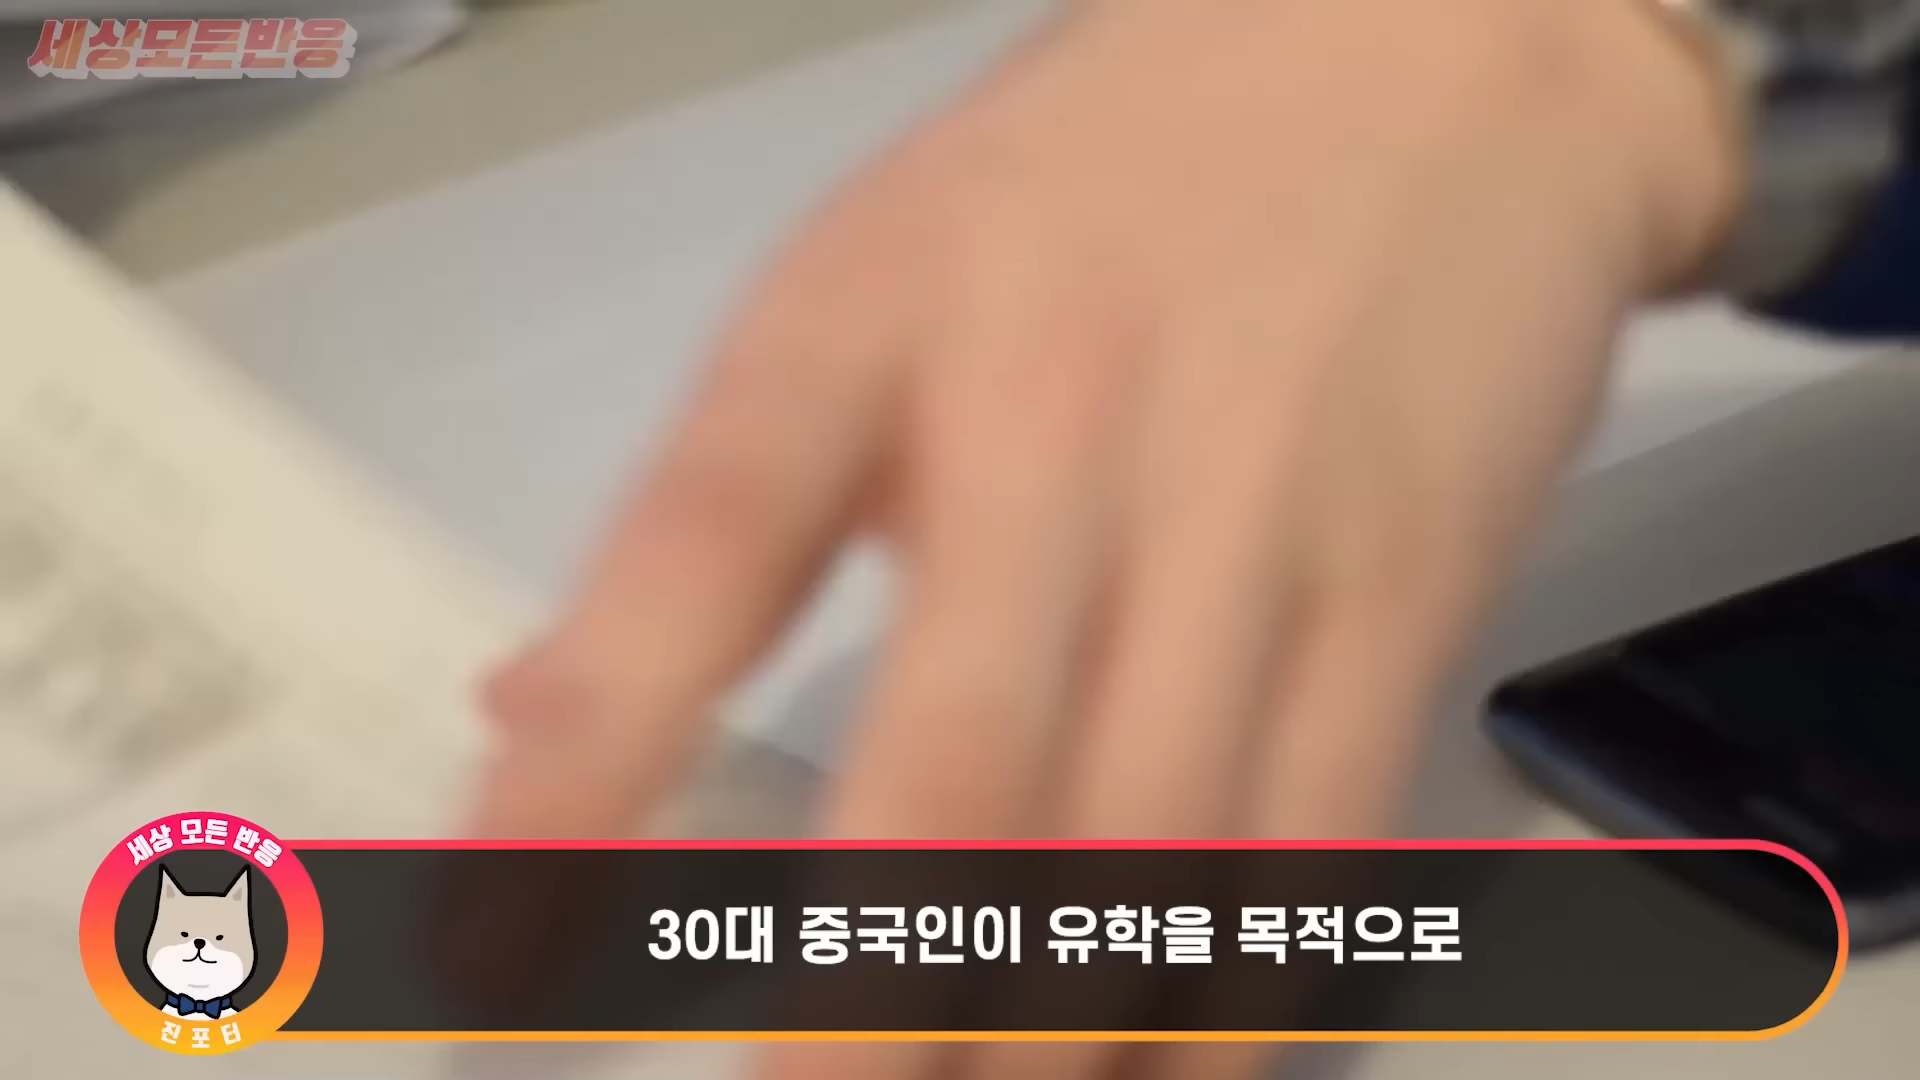 세상모든반응
세상 모든 반응
30대 중국인이 유학을 목적으로
진포터